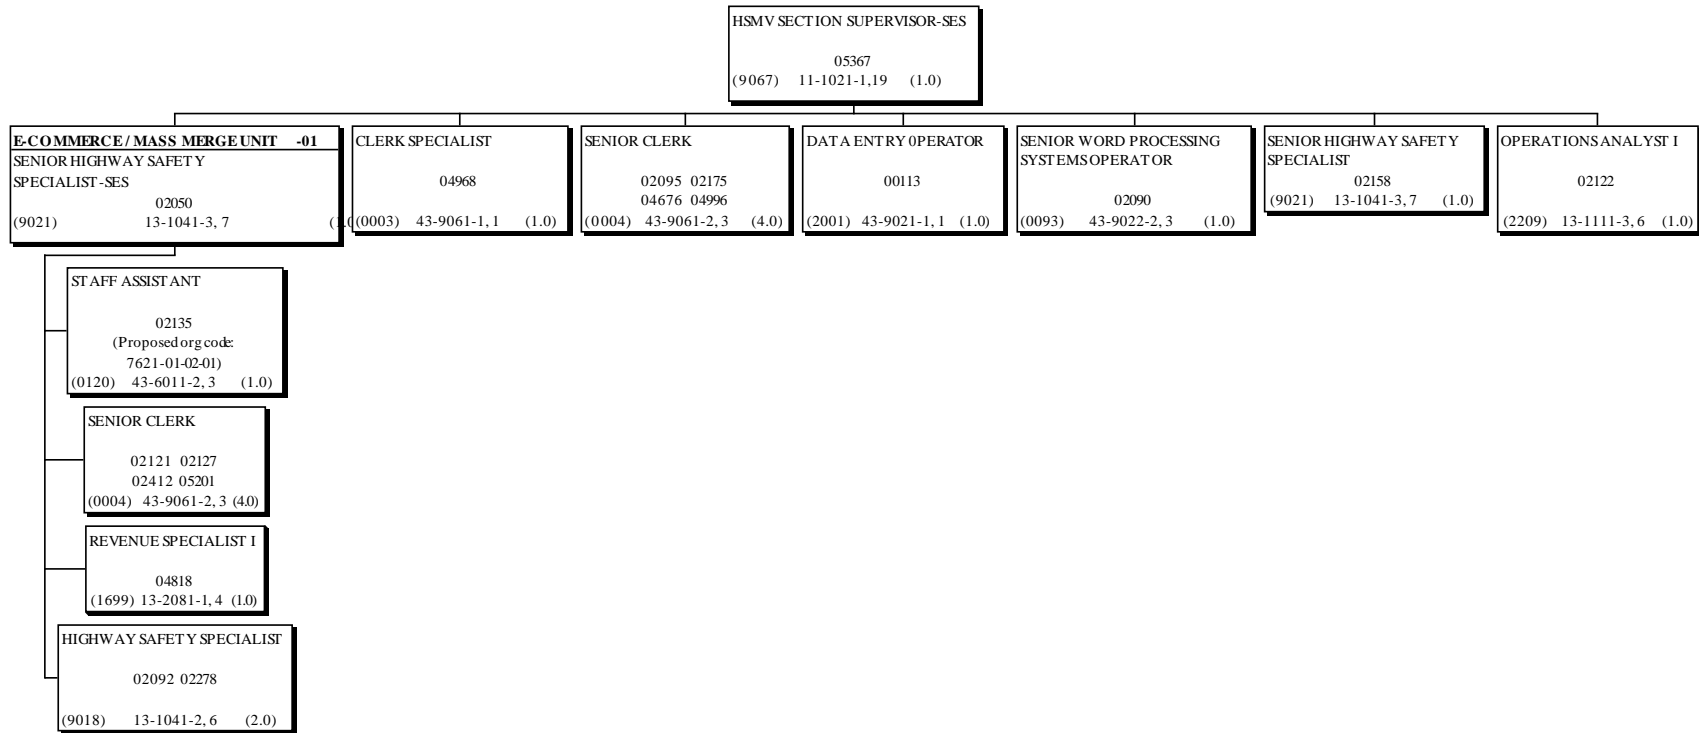 HSMV SECTION SUPERVISOR-SES
05367
(9067) 11-1021-1,19 (1.0)
E-COMMERCE / MASS MERGE UNIT -01
SENIOR HIGHWAY SAFETY
SPECIALIST-SES
02050
(9021) 13-1041-3, 7 (1.0
CLERK SPECIALIST
04968
(0003) 43-9061-1, 1 (1.0)
SENIOR CLERK
02095 02175
04676 04996
(0004) 43-9061-2, 3 (4.0)
DATA ENTRY 0PERATOR
00113
(2001) 43-9021-1, 1 (1.0)
SENIOR WORD PROCESSING
SYSTEMS OPERATOR
02090
(0093) 43-9022-2, 3 (1.0)
SENIOR HIGHWAY SAFETY
SPECIALIST
02158
(9021) 13-1041-3, 7 (1.0)
OPERATIONS ANALYST I
02122
(2209) 13-1111-3, 6 (1.0)
STAFF ASSISTANT
02135
(Proposed org code:
7621-01-02-01)
(0120) 43-6011-2, 3 (1.0)
SENIOR CLERK
02121 02127
02412 05201
(0004) 43-9061-2, 3 (4.0)
REVENUE SPECIALIST I
04818
(1699) 13-2081-1, 4 (1.0)
HIGHWAY SAFETY SPECIALIST
02092 02278
(9018) 13-1041-2, 6 (2.0)